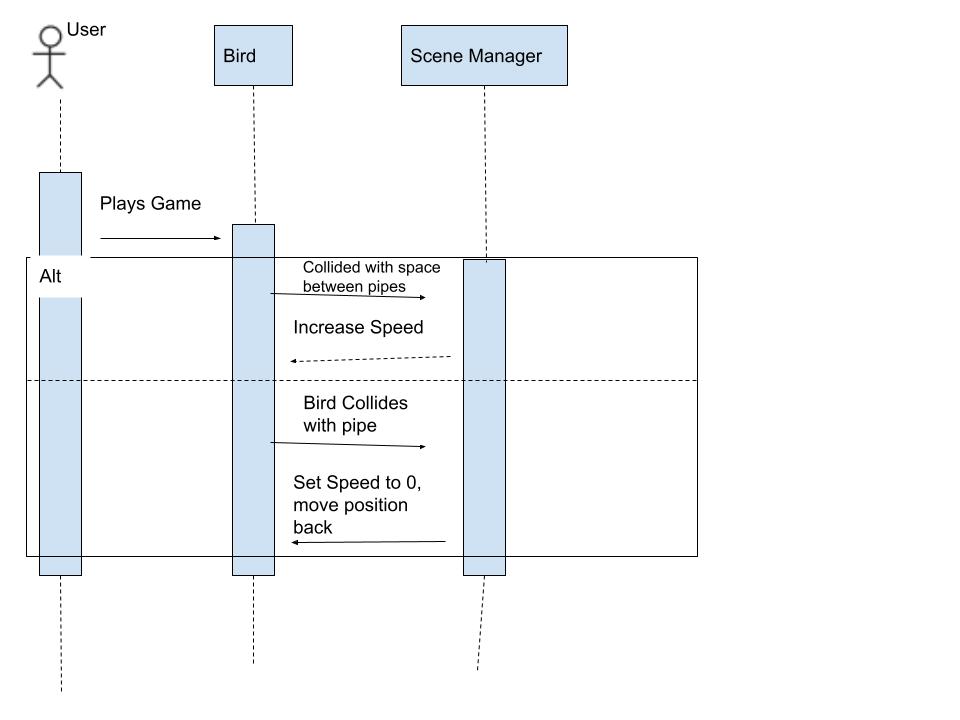 User
Bird
Scene Manager
Plays Game
Alt
Collided with space
between pipes
Increase Speed
Bird Collides
with pipe
Set Speed to 0,
move position
back